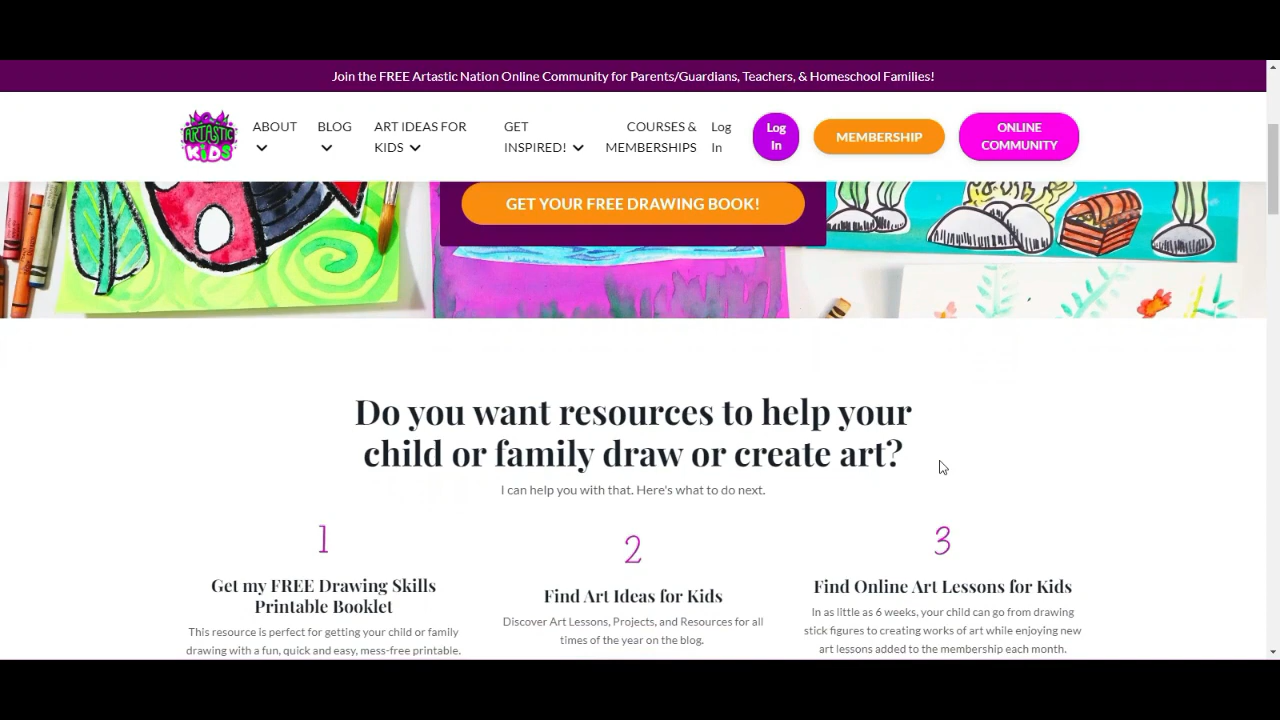 Join the FREE Artastic Nation Online Community for Parents/Guardians, Teachers, & Homeschool Families!
ARTASTIC
KiDS
ABOUT
BLOG
ART IDEAS FOR
KIDS
GET
INSPIRED!
COURSES &
MEMBERSHIPS
Log
In
Log
In
MEMBERSHIP
ONLINE
COMMUNITY
GET YOUR FREE DRAWING BOOK!
Do you want resources to help your
child or family draw or create art?
I can help you with that. Here's what to do next.
1
Get my FREE Drawing Skills
Printable Booklet
This resource is perfect for getting your child or family
drawing with a fun, quick and easy, mess-free printable.
2
Find Art Ideas for Kids
Discover Art Lessons, Projects, and Resources for all
times of the year on the blog.
3
Find Online Art Lessons for Kids
In as little as 6 weeks, your child can go from drawing
stick figures to creating works of art while enjoying new
art lessons added to the membership each month.